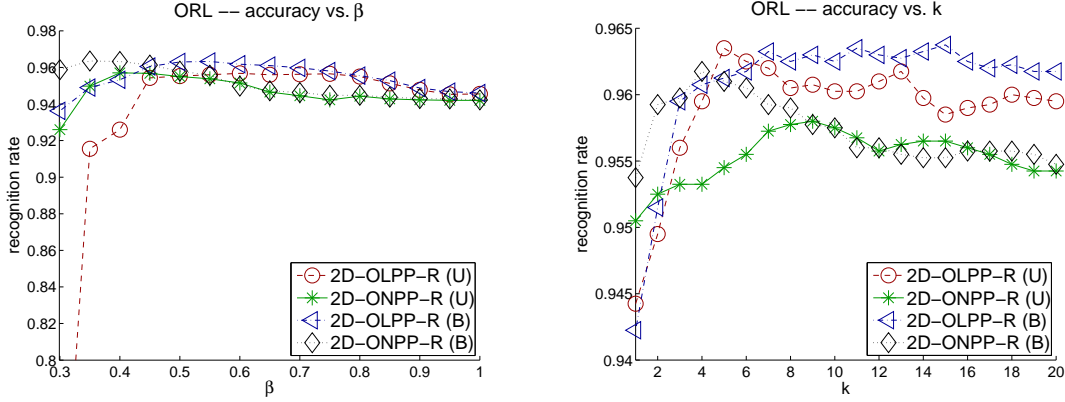 ORL −− accuracy vs. β
recognition rate
0.98
0.96
0.94
0.92
0.9
0.88
0.86
0.84
0.82
0.8
0.3
0.4
0.5
0.6
0.7
0.8
0.9
1
β
2D−OLPP−R (U)
2D−ONPP−R (U)
2D−OLPP−R (B)
2D−ONPP−R (B)
ORL −− accuracy vs. k
recognition rate
0.965
0.96
0.955
0.95
0.945
0.94
2
4
6
8
10
12
14
16
18
20
k
2D−OLPP−R (U)
2D−ONPP−R (U)
2D−OLPP−R (B)
2D−ONPP−R (B)